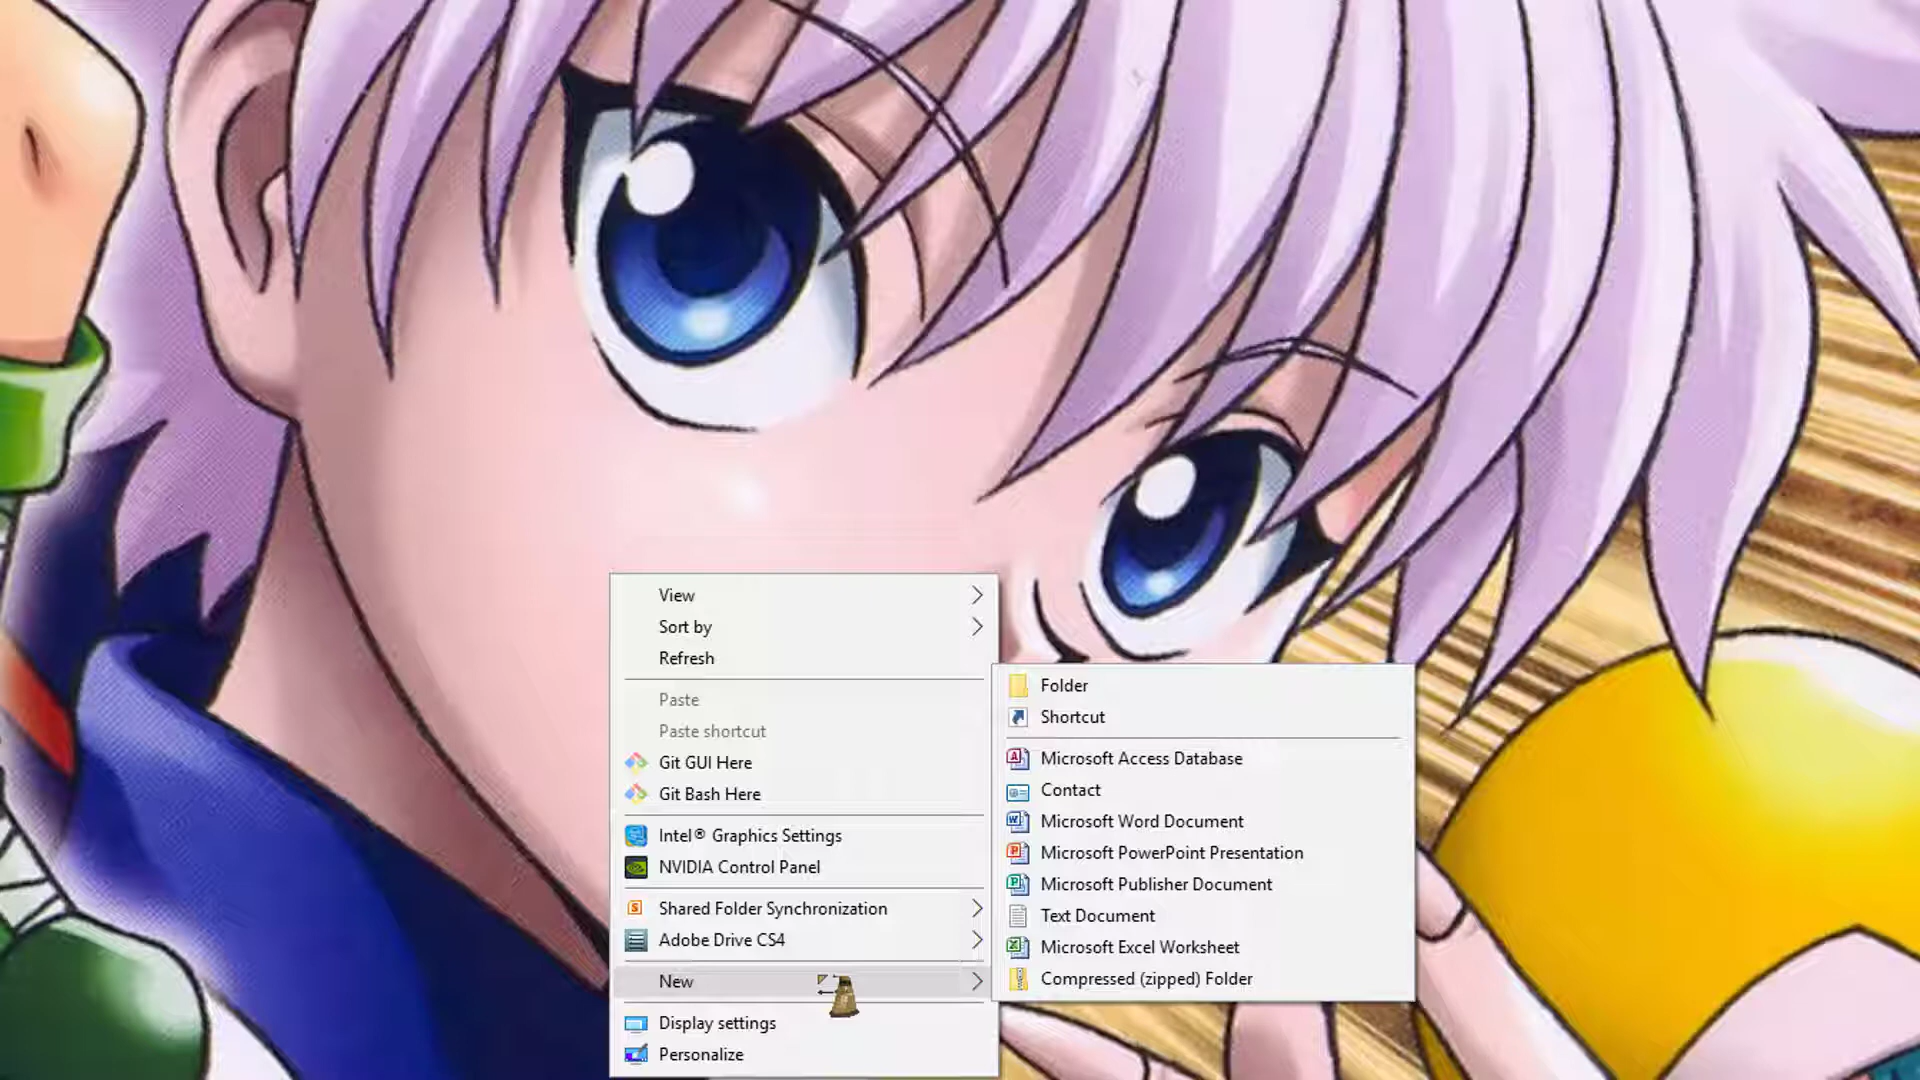 View
Sort by
Refresh
Paste
Paste shortcut
Git GUI Here
Git Bash Here
Intel® Graphics Settings
NVIDIA Control Panel
Shared Folder Synchronization
Adobe Drive CS4
New
Display settings
Personalize
Folder
Shortcut
Microsoft Access Database
Contact
Microsoft Word Document
Microsoft PowerPoint Presentation
Microsoft Publisher Document
Text Document
Microsoft Excel Worksheet
Compressed (zipped) Folder